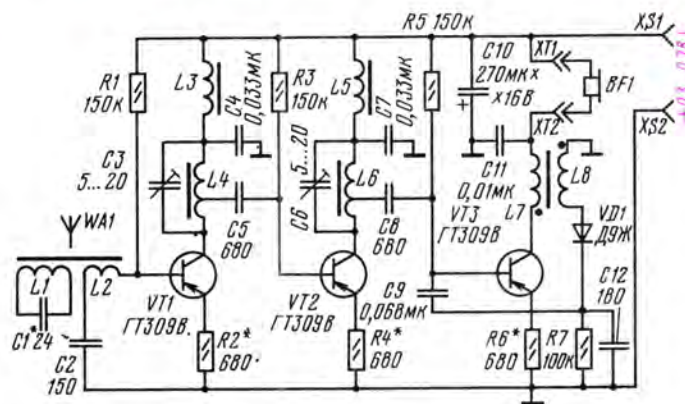 R5 150к
XS1
C10
270мк×
×16В
XT1
BF1
XT2
XS2
R1
150к
L3
C4
0,033мк
R3
150к
L5
C7
0,033мк
C3
5...20
L4
C5
680
5...20
C6
L6
C8
680
C11
0,01мк
L7
L8
VT3
ГТ309В
VD1
Д9Ж
WA1
L1
L2
C1* 24
C2
150
VT1
ГТ309В.
R2*
680
VT2
ГТ309В
R4*
680
C9
0,068мк
R6*
680
R7
100к
C12
180